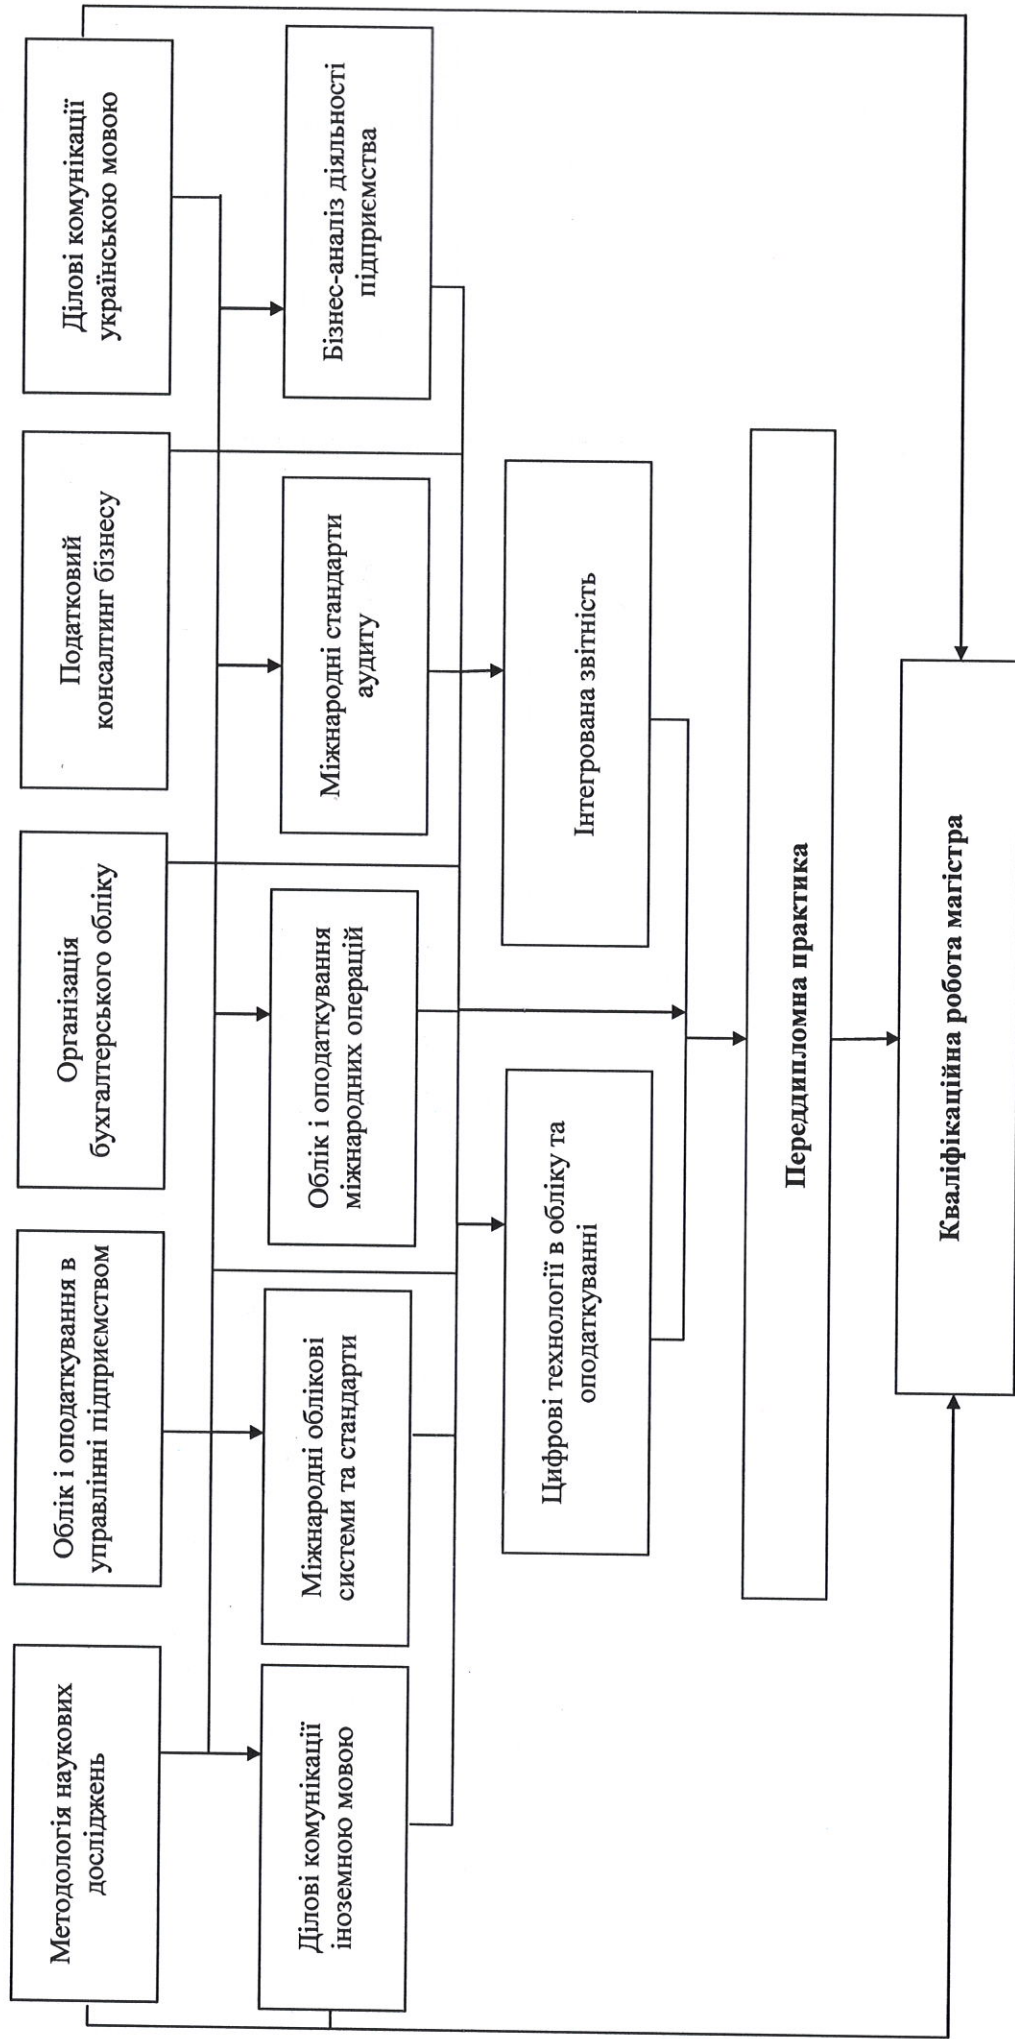 Методологія наукових
досліджень
Облік і оподаткування в
управлінні підприємством
Організація
бухгалтерського обліку
Податковий
консалтинг бізнесу
Ділові комунікації
українською мовою
Ділові комунікації
іноземною мовою
Міжнародні облікові
системи та стандарти
Облік і оподаткування
міжнародних операцій
Міжнародні стандарти
аудиту
Бізнес-аналіз діяльності
підприємства
Цифрові технології в обліку та
оподаткуванні
Інтегрована звітність
Переддипломна практика
Кваліфікаційна робота магістра